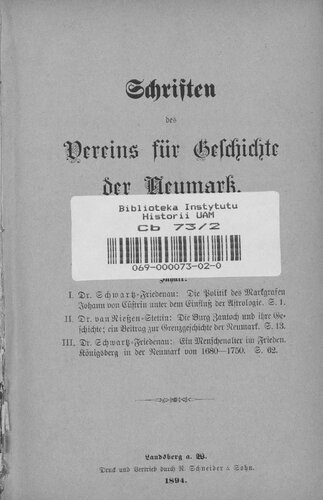 Schriften
des
Vereins für Geschichte
der Neumark.
Biblioteka Instytutu
Historii UAM
Cb 73/2
069-000073-02-0
Inhalt:
I. Dr. Schwartz-Friedenau: Die Politik des Markgrafen
Johann von Cüstrin unter dem Einfluß der Astrologie. S. 1.
II. Dr. van Nießen-Stettin: Die Burg Zantoch und ihre Ge-
schichte; ein Beitrag zur Grenzgeschichte der Neumark. S. 13.
III. Dr. Schwartz-Friedenau: Ein Menschenalter im Frieden.
Königsberg in der Neumark von 1680—1750. S. 62.
Landsberg a. W.
Druck und Vertrieb durch R. Schneider & Sohn.
1894.